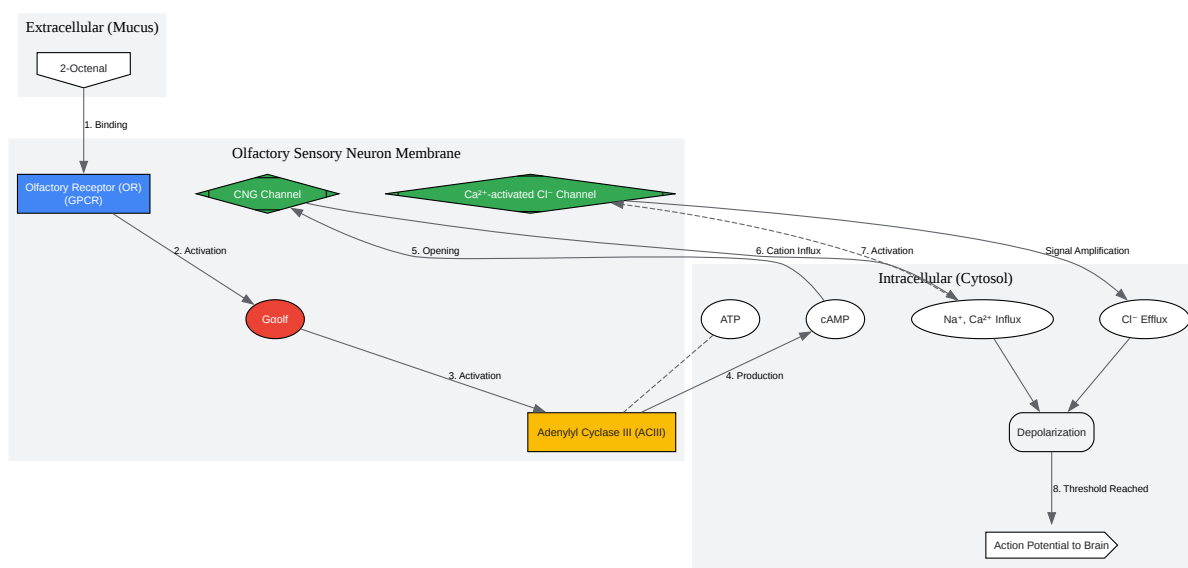 Extracellular (Mucus)
2-Octenal
1. Binding
Olfactory Sensory Neuron Membrane
Olfactory Receptor (OR)
(GPCR)
CNG Channel
Ca²⁺-activated Cl⁻ Channel
2. Activation
5. Opening
6. Cation Influx
7. Activation
Signal Amplification
Intracellular (Cytosol)
Gαolf
ATP
cAMP
Na⁺, Ca²⁺ Influx
Cl⁻ Efflux
3. Activation
4. Production
Adenylyl Cyclase III (ACIII)
Depolarization
8. Threshold Reached
Action Potential to Brain